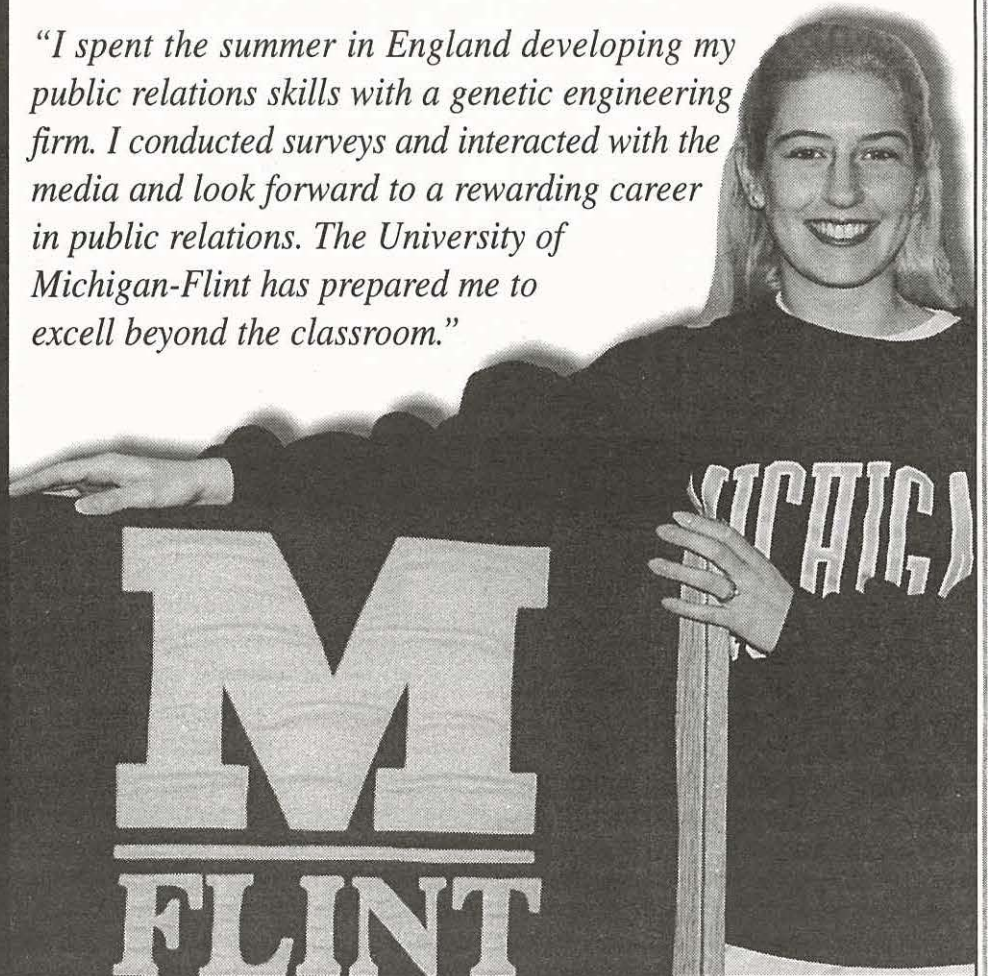 “I spent the summer in England developing my
public relations skills with a genetic engineering
firm. I conducted surveys and interacted with the
media and look forward to a rewarding career
in public relations. The University of
Michigan-Flint has prepared me to
excell beyond the classroom.”
MICHIGA
M
FLINT